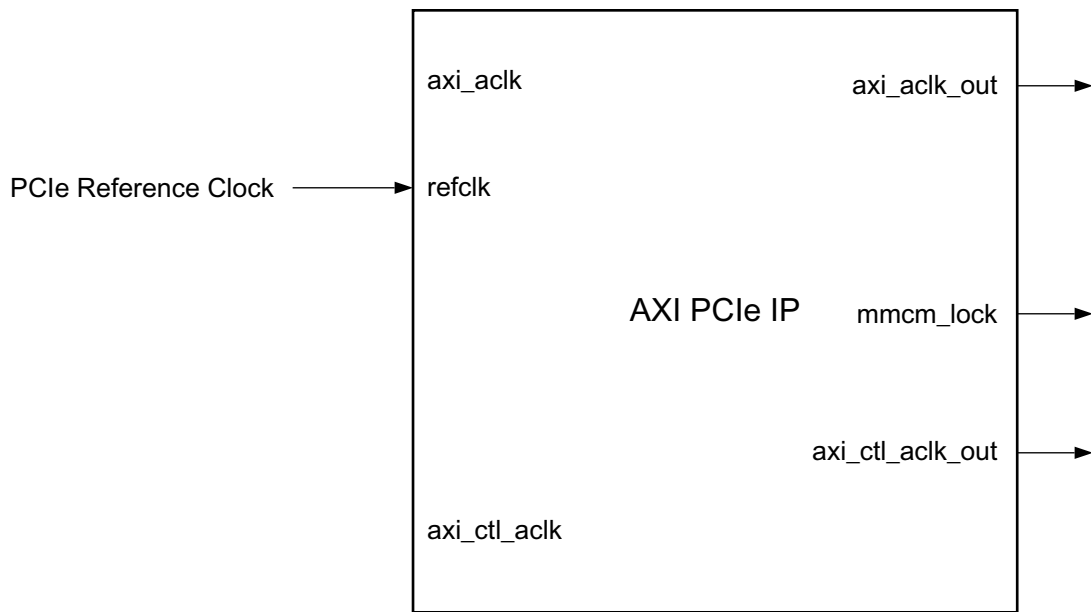 axi_aclk
axi_aclk_out
PCIe Reference Clock
refclk
AXI PCIe IP
mmcm_lock
axi_ctl_aclk_out
axi_ctl_aclk